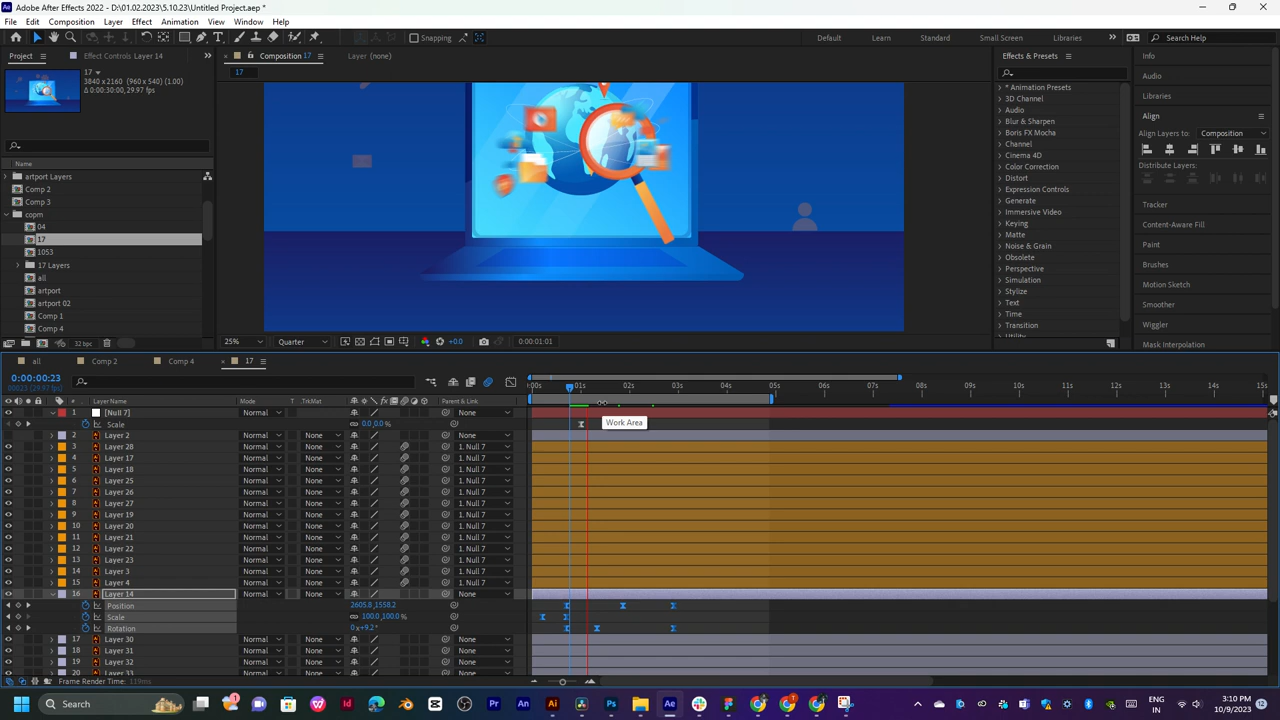 Adobe After Effects 2022 - D:\01.02.2023\5.10.23\Untitled Project.aep *
File Edit Composition Layer Effect Animation View Window Help
Snapping
Default Learn Standard Small Screen Libraries Search Help
Project Effect Controls Layer 14
Composition 17 Layer (none)
Effects & Presets
17
3840 x 2160 (960 x 540) (1.00)
Δ 0:00:30:00, 29.97 fps
17
Name
artport Layers
Comp 2
Comp 3
copm
04
17
1053
17 Layers
all
artport
artport 02
Comp 1
Comp 4
32 bpc
25% Quarter +0.0 0:00:01:01
* Animation Presets
3D Channel
Audio
Blur & Sharpen
Boris FX Mocha
Channel
Cinema 4D
Color Correction
Distort
Expression Controls
Generate
Immersive Video
Keying
Matte
Noise & Grain
Obsolete
Perspective
Simulation
Stylize
Text
Time
Transition
Utility
Info
Audio
Libraries
Align
Align Layers to: Composition
Distribute Layers:
Tracker
Content-Aware Fill
Paint
Brushes
Motion Sketch
Smoother
Wiggler
Mask Interpolation
all Comp 2 Comp 4 17
0:00:00:23
00023 (29.97 fps)
:00s 01s 02s 03s 04s 05s 06s 07s 08s 09s 10s 11s 12s 13s 14s 15s
# Layer Name Mode T .TrkMat Parent & Link
1 [Null 7] Normal None
Scale 0.0,0.0 %
Work Area
2 Layer 2 Normal None None
3 Layer 28 Normal None 1. Null 7
4 Layer 17 Normal None 1. Null 7
5 Layer 18 Normal None 1. Null 7
6 Layer 25 Normal None 1. Null 7
7 Layer 26 Normal None 1. Null 7
8 Layer 27 Normal None 1. Null 7
9 Layer 19 Normal None 1. Null 7
10 Layer 20 Normal None 1. Null 7
11 Layer 21 Normal None 1. Null 7
12 Layer 22 Normal None 1. Null 7
13 Layer 23 Normal None 1. Null 7
14 Layer 3 Normal None 1. Null 7
15 Layer 4 Normal None 1. Null 7
16 Layer 14 Normal None None
Position 2605.8,1558.2
Scale 100.0,100.0 %
Rotation 0 x +9.2 °
17 Layer 30 Normal None None
18 Layer 31 Normal None None
19 Layer 32 Normal None None
20 Layer 33 Normal None None
Frame Render Time: 119ms
Search
ENG
IN
3:10 PM
10/9/2023